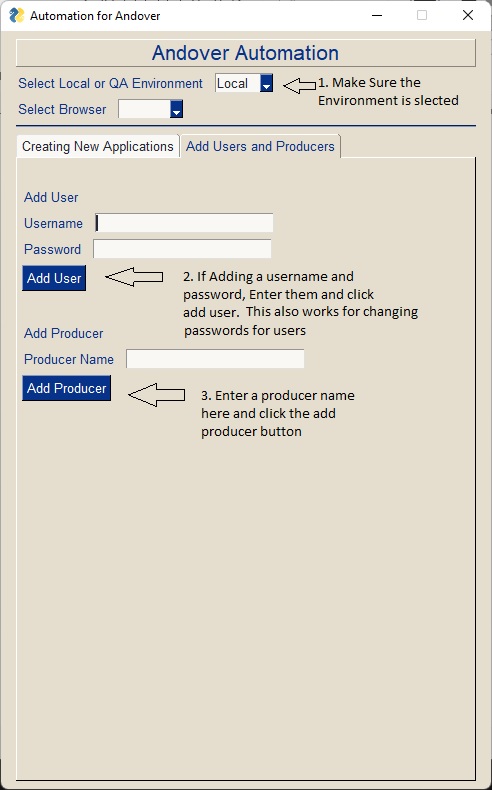 Automation for Andover
Andover Automation
Select Local or QA Environment Local
1. Make Sure the
Environment is slected
Select Browser
Creating New Applications Add Users and Producers
Add User
Username
Password
Add User
2. If Adding a username and
password, Enter them and click
add user. This also works for changing
passwords for users
Add Producer
Producer Name
Add Producer
3. Enter a producer name
here and click the add
producer button